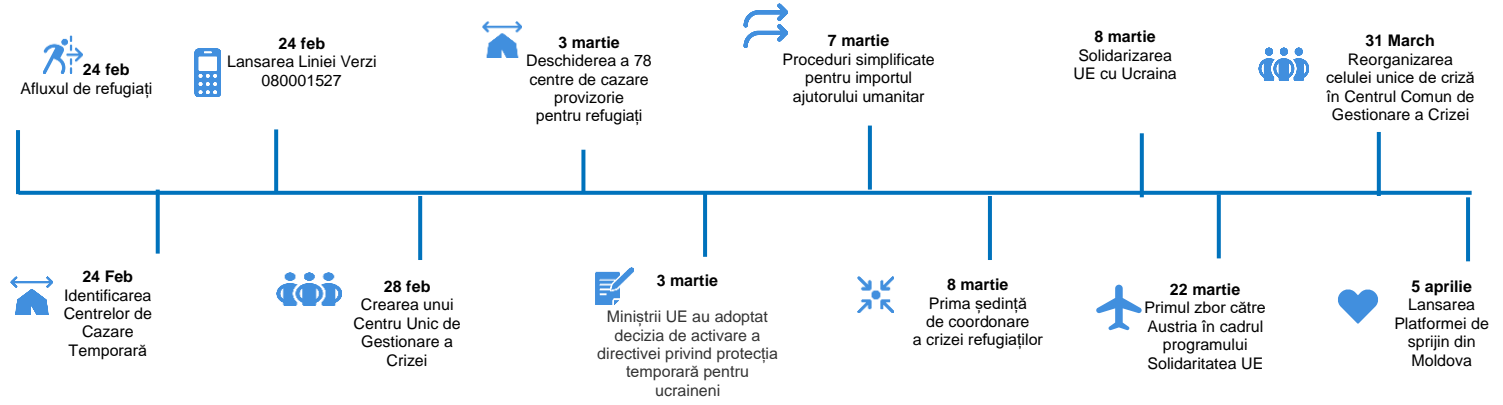 24 feb
Afluxul de refugiați
24 feb
Lansarea Liniei Verzi
080001527
3 martie
Deschiderea a 78
centre de cazare
provizorie
pentru refugiați
7 martie
Proceduri simplificate
pentru importul
ajutorului umanitar
8 martie
Solidarizarea
UE cu Ucraina
31 March
Reorganizarea
celulei unice de criză
în Centrul Comun de
Gestionare a Crizei
24 Feb
Identificarea
Centrelor de
Cazare
Temporară
28 feb
Crearea unui
Centru Unic de
Gestionare a
Crizei
3 martie
Miniștrii UE au adoptat
decizia de activare a
directivei privind protecția
temporară pentru
ucraineni
8 martie
Prima ședință
de coordonare
a crizei refugiaților
22 martie
Primul zbor către
Austria în cadrul
programului
Solidaritatea UE
5 aprilie
Lansarea
Platformei de
sprijin din
Moldova